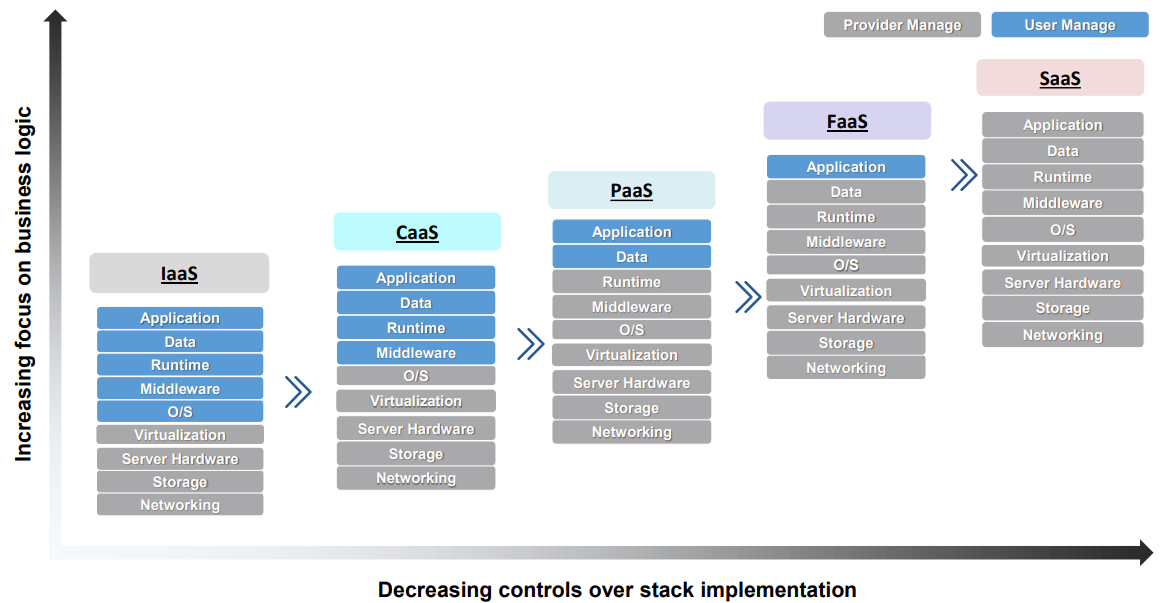 Provider Manage
User Manage
Increasing focus on business logic
IaaS
Application
Data
Runtime
Middleware
O/S
Virtualization
Server Hardware
Storage
Networking
CaaS
Application
Data
Runtime
Middleware
O/S
Virtualization
Server Hardware
Storage
Networking
PaaS
Application
Data
Runtime
Middleware
O/S
Virtualization
Server Hardware
Storage
Networking
FaaS
Application
Data
Runtime
Middleware
O/S
Virtualization
Server Hardware
Storage
Networking
SaaS
Application
Data
Runtime
Middleware
O/S
Virtualization
Server Hardware
Storage
Networking
Decreasing controls over stack implementation